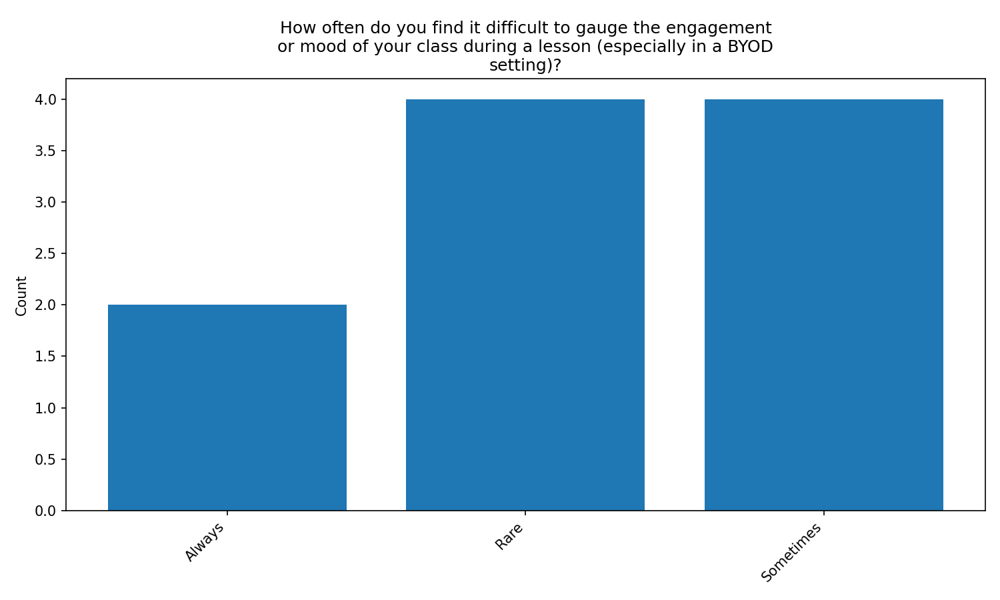 How often do you find it difficult to gauge the engagement
or mood of your class during a lesson (especially in a BYOD
setting)?
4.0
3.5
3.0
2.5
2.0
1.5
1.0
0.5
0.0
Count
Always
Rare
Sometimes